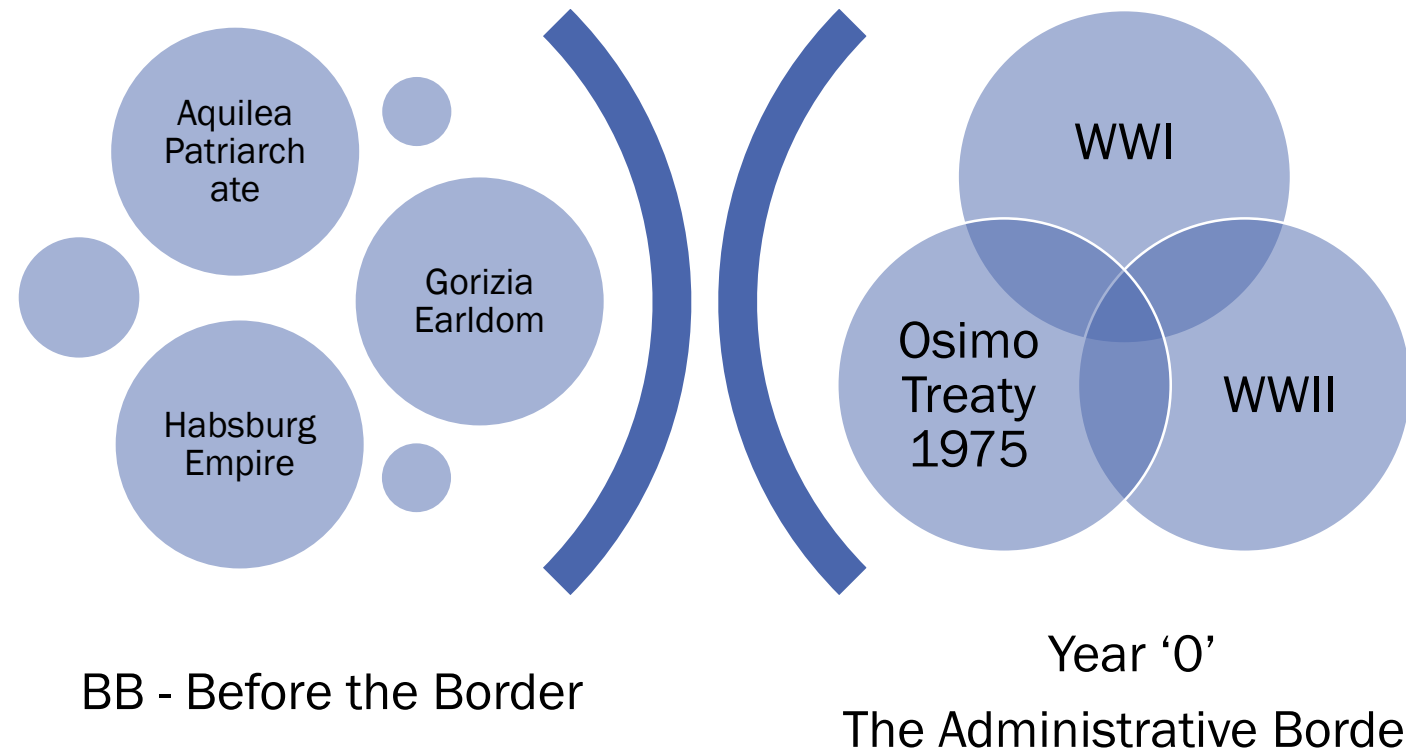 Aquilea
Patriarch
ate
Gorizia
Earldom
Habsburg
Empire
BB - Before the Border
WWI
Osimo
Treaty
1975
WWII
Year ‘0’
The Administrative Borde